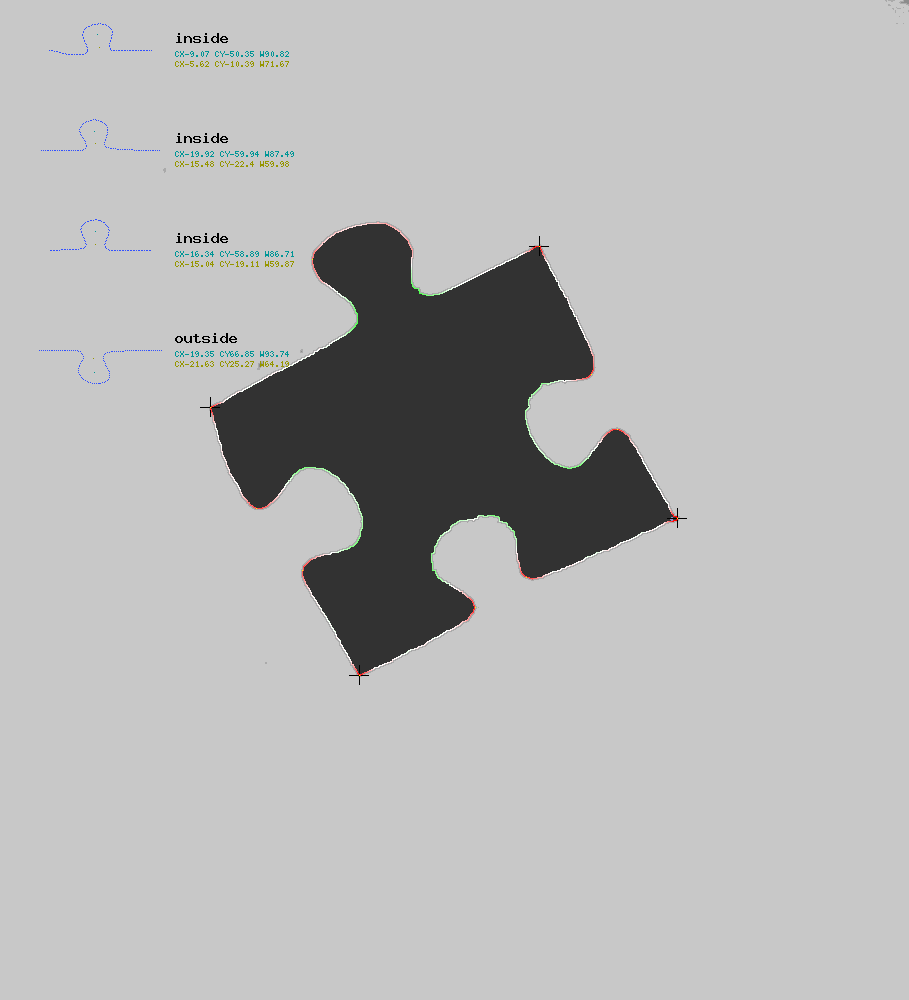 inside
CX-9.07 CY-50.35 W90.82
CX-5.62 CY-10.39 W71.67
inside
CX-19.92 CY-59.94 W87.49
CX-15.48 CY-22.4 W59.98
inside
CX-16.34 CY-58.89 W86.71
CX-15.04 CY-19.11 W59.87
outside
CX-19.35 CY66.85 W93.74
CX-21.63 CY25.27 W64.19